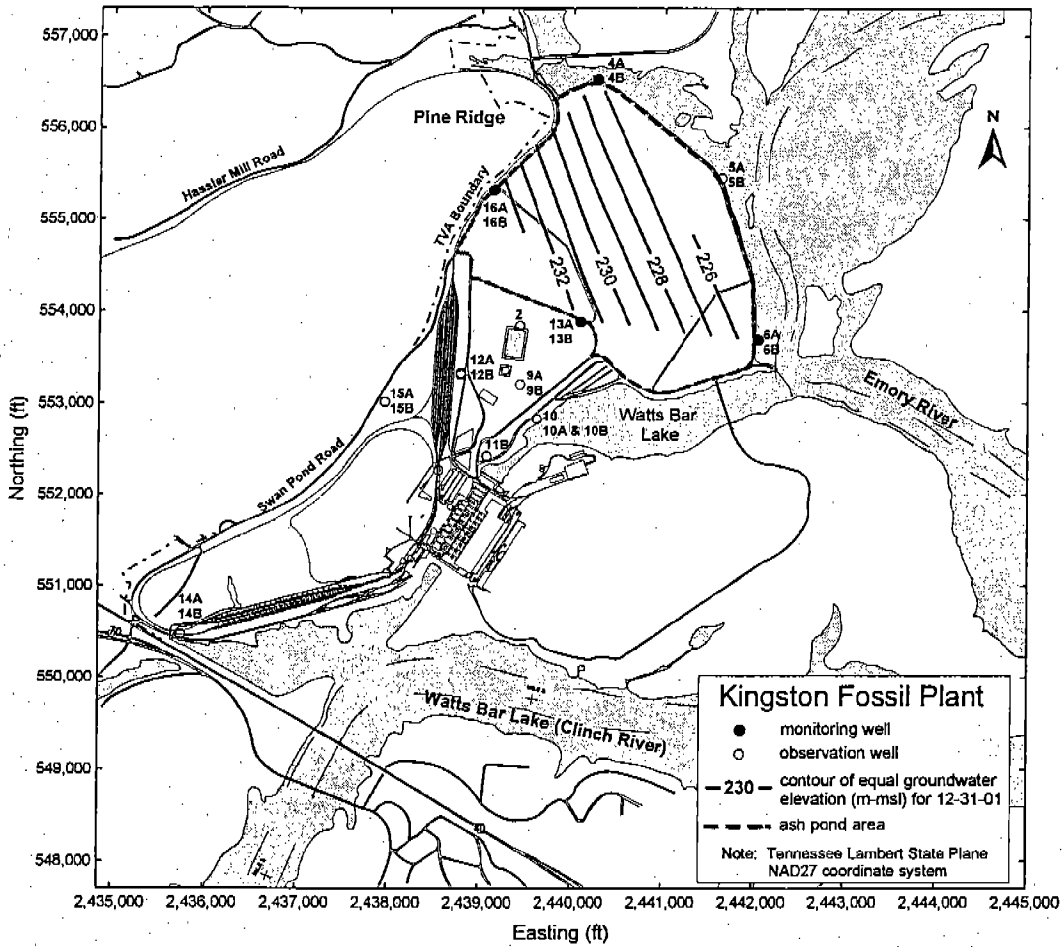 557,000
556,000
555,000
554,000
553,000
552,000
551,000
550,000
549,000
548,000
Northing (ft)
4A
4B
Pine Ridge
N
Hassler Mill Road
5A
5B
TVA Boundary
16A
16B
232
230
228
226
2
13A
13B
6A
6B
12A
12B
9A
9B
15A
15B
10
10A & 10B
Watts Bar
Lake
Emory River
11B
Swan Pond Road
14A
14B
70
Watts Bar Lake (Clinch River)
40
Kingston Fossil Plant
monitoring well
observation well
230 contour of equal groundwater
elevation (m-msl) for 12-31-01
ash pond area
Note: Tennessee Lambert State Plane
NAD27 coordinate system
2,435,000 2,436,000 2,437,000 2,438,000 2,439,000 2,440,000 2,441,000 2,442,000 2,443,000 2,444,000 2,445,000
Easting (ft)